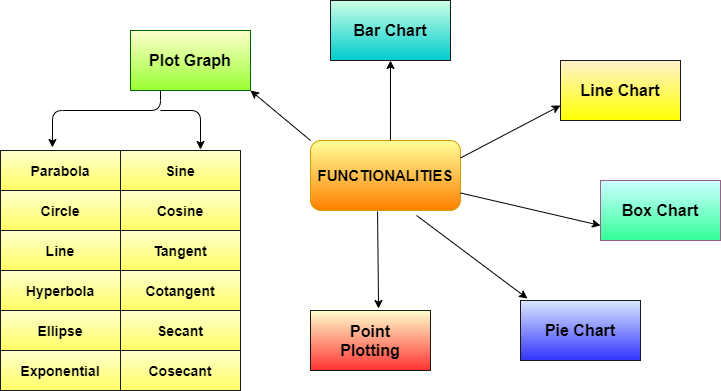 Bar Chart
Plot Graph
Line Chart
FUNCTIONALITIES
Box Chart
Pie Chart
Point
Plotting
Parabola
Sine
Circle
Cosine
Line
Tangent
Hyperbola
Cotangent
Ellipse
Secant
Exponential
Cosecant